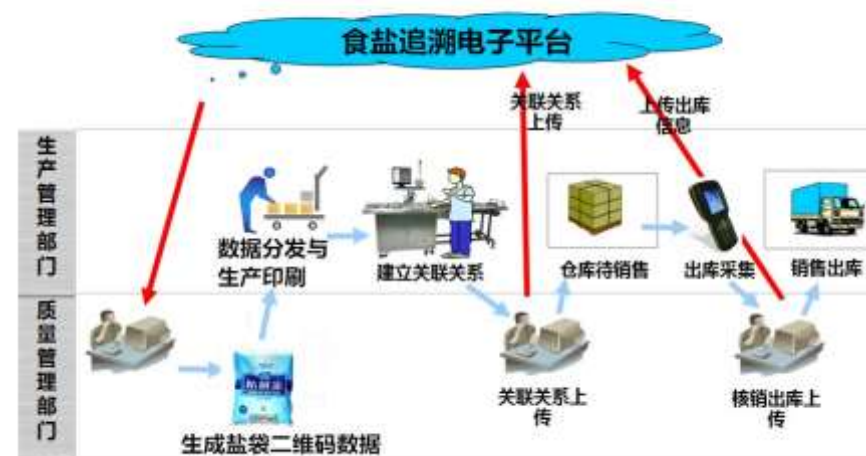 食盐追溯电子平台
关联关系
上传
上传出库
信息
生产管理部门
数据分发与
生产印刷
建立关联关系
仓库待销售
出库采集
销售出库
质量管理部门
生成盐袋二维码数据
关联关系上
传
核销出库上
传